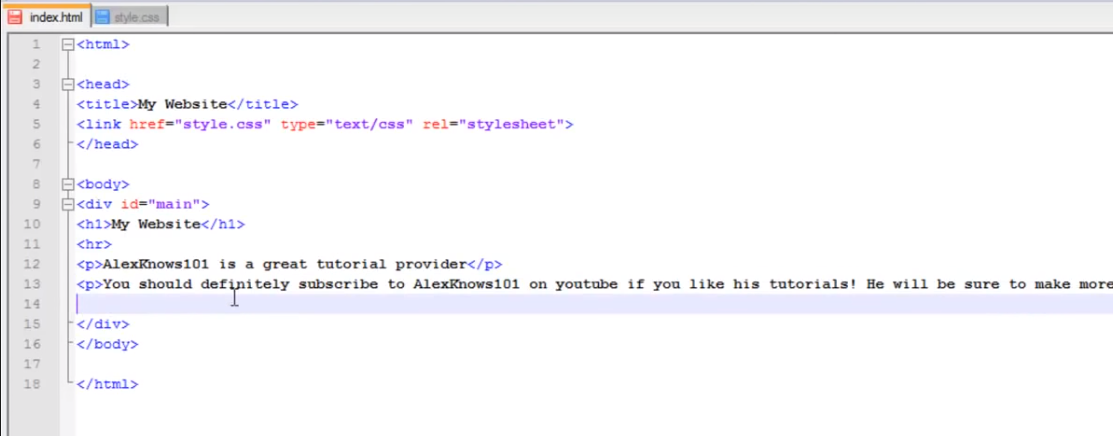 index.html style.css
1 <html>
2
3 <head>
4 <title>My Website</title>
5 <link href="style.css" type="text/css" rel="stylesheet">
6 </head>
7
8 <body>
9 <div id="main">
10 <h1>My Website</h1>
11 <hr>
12 <p>AlexKnows101 is a great tutorial provider</p>
13 <p>You should definitely subscribe to AlexKnows101 on youtube if you like his tutorials! He will be sure to make more
14
15 </div>
16 </body>
17
18 </html>